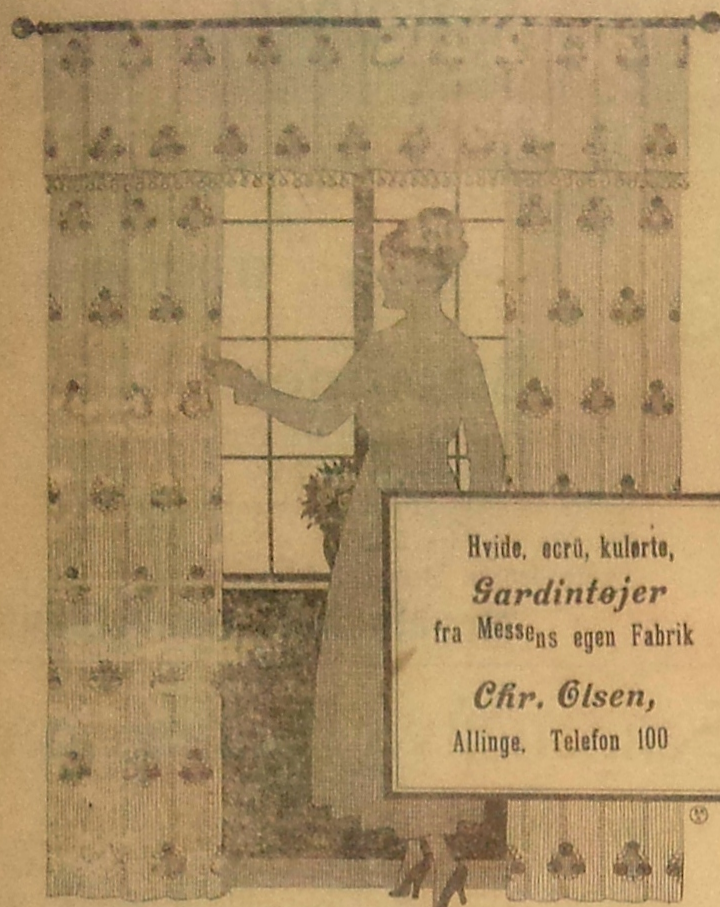 Hvide, ecrü, kulørte,
Gardintøjer
fra Messens egen Fabrik
Chr. Olsen,
Allinge. Telefon 100